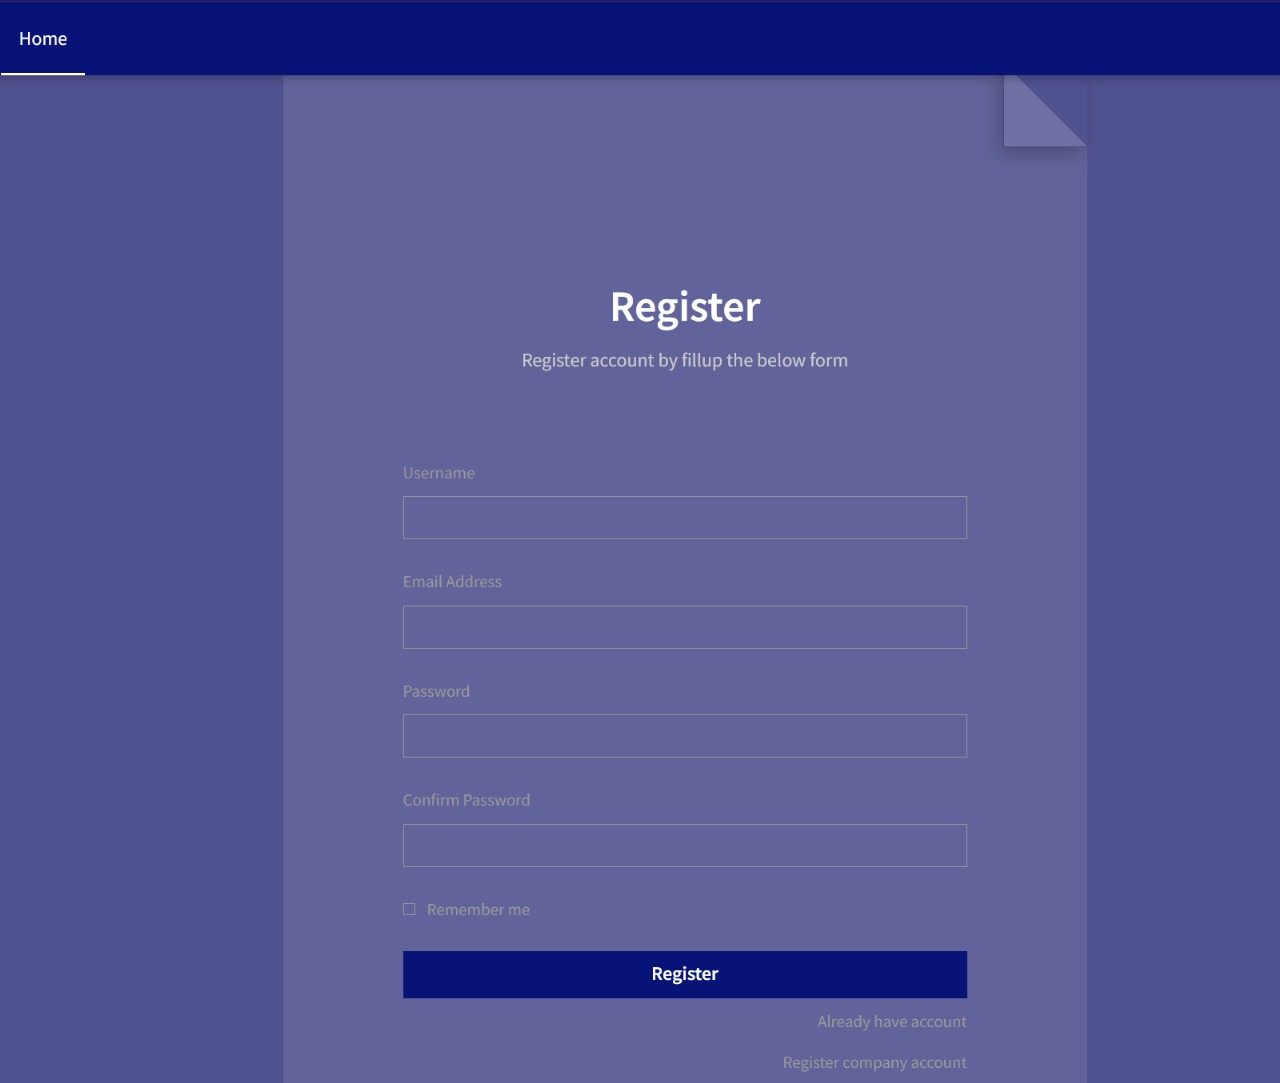 Home
Register
Register account by fillup the below form
Username
Email Address
Password
Confirm Password
Remember me
Register
Already have account
Register company account